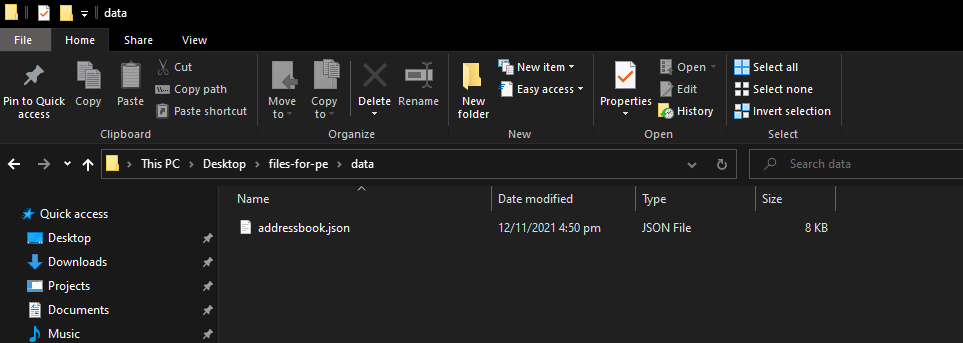 data
File Home Share View
Pin to Quick access
Copy
Paste
Cut
Copy path
Paste shortcut
Clipboard
Move to
Copy to
Delete
Rename
Organize
New folder
New item
Easy access
New
Properties
Open
Edit
History
Open
Select all
Select none
Invert selection
Select
This PC > Desktop > files-for-pe > data
Search data
Name Date modified Type Size
addressbook.json 12/11/2021 4:50 pm JSON File 8 KB
Quick access
Desktop
Downloads
Projects
Documents
Music